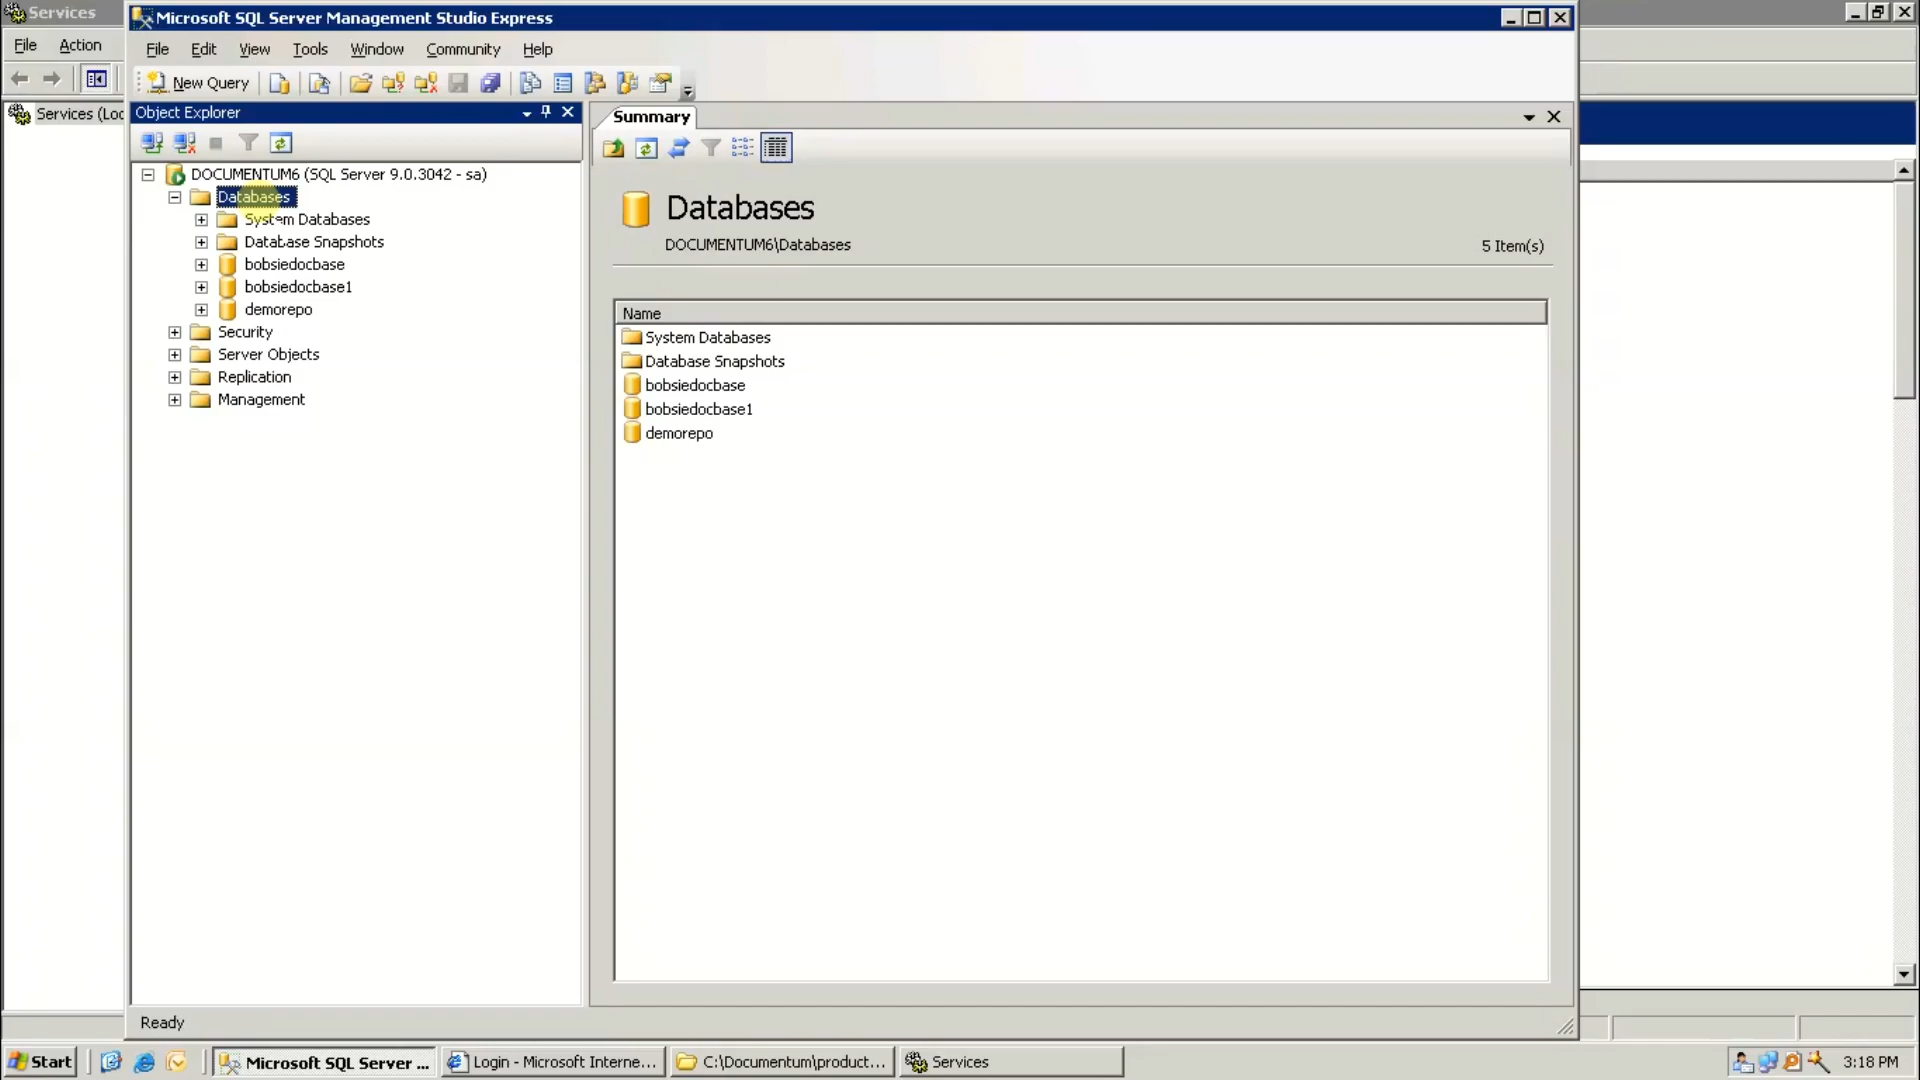 Services
Microsoft SQL Server Management Studio Express
File Action
File Edit View Tools Window Community Help
New Query
Services (Loc
Object Explorer
Summary
DOCUMENTUM6 (SQL Server 9.0.3042 - sa)
Databases
System Databases
Database Snapshots
bobsiedocbase
bobsiedocbase1
demorepo
Security
Server Objects
Replication
Management
Databases
DOCUMENTUM6\Databases
5 Item(s)
Name
System Databases
Database Snapshots
bobsiedocbase
bobsiedocbase1
demorepo
Ready
Start
Microsoft SQL Server ...
Login - Microsoft Interne...
C:\Documentum\product...
Services
3:18 PM